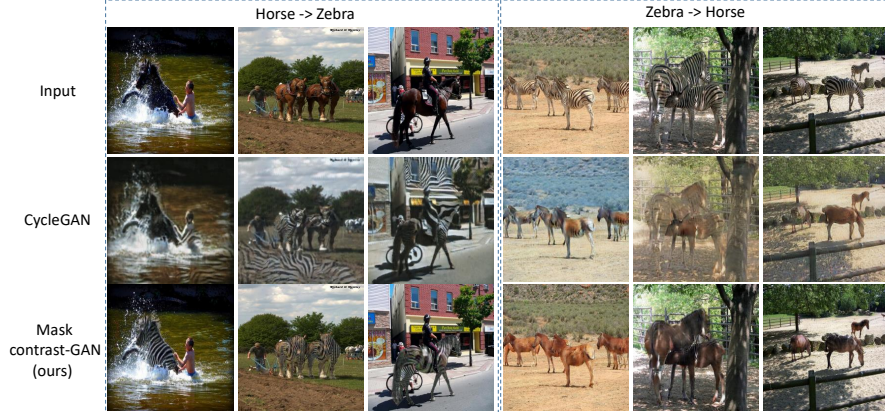 Horse -> Zebra
Zebra -> Horse
Input
CycleGAN
Mask
contrast-GAN
(ours)